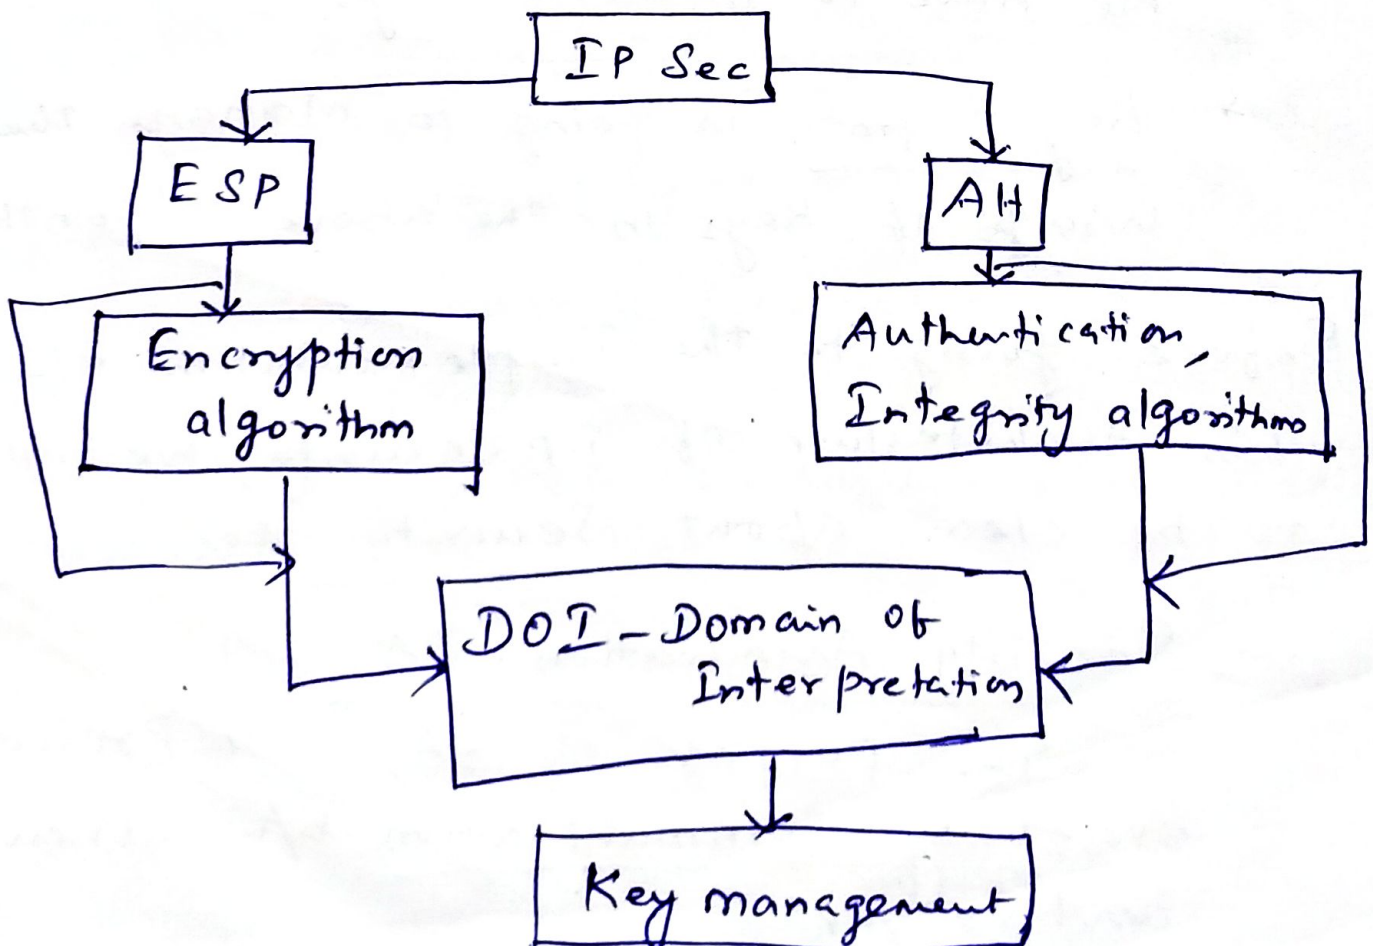 IP Sec
ESP
AH
Encryption
algorithm
Authentication,
Integrity algorithms
DOI - Domain of
Interpretation
Key management